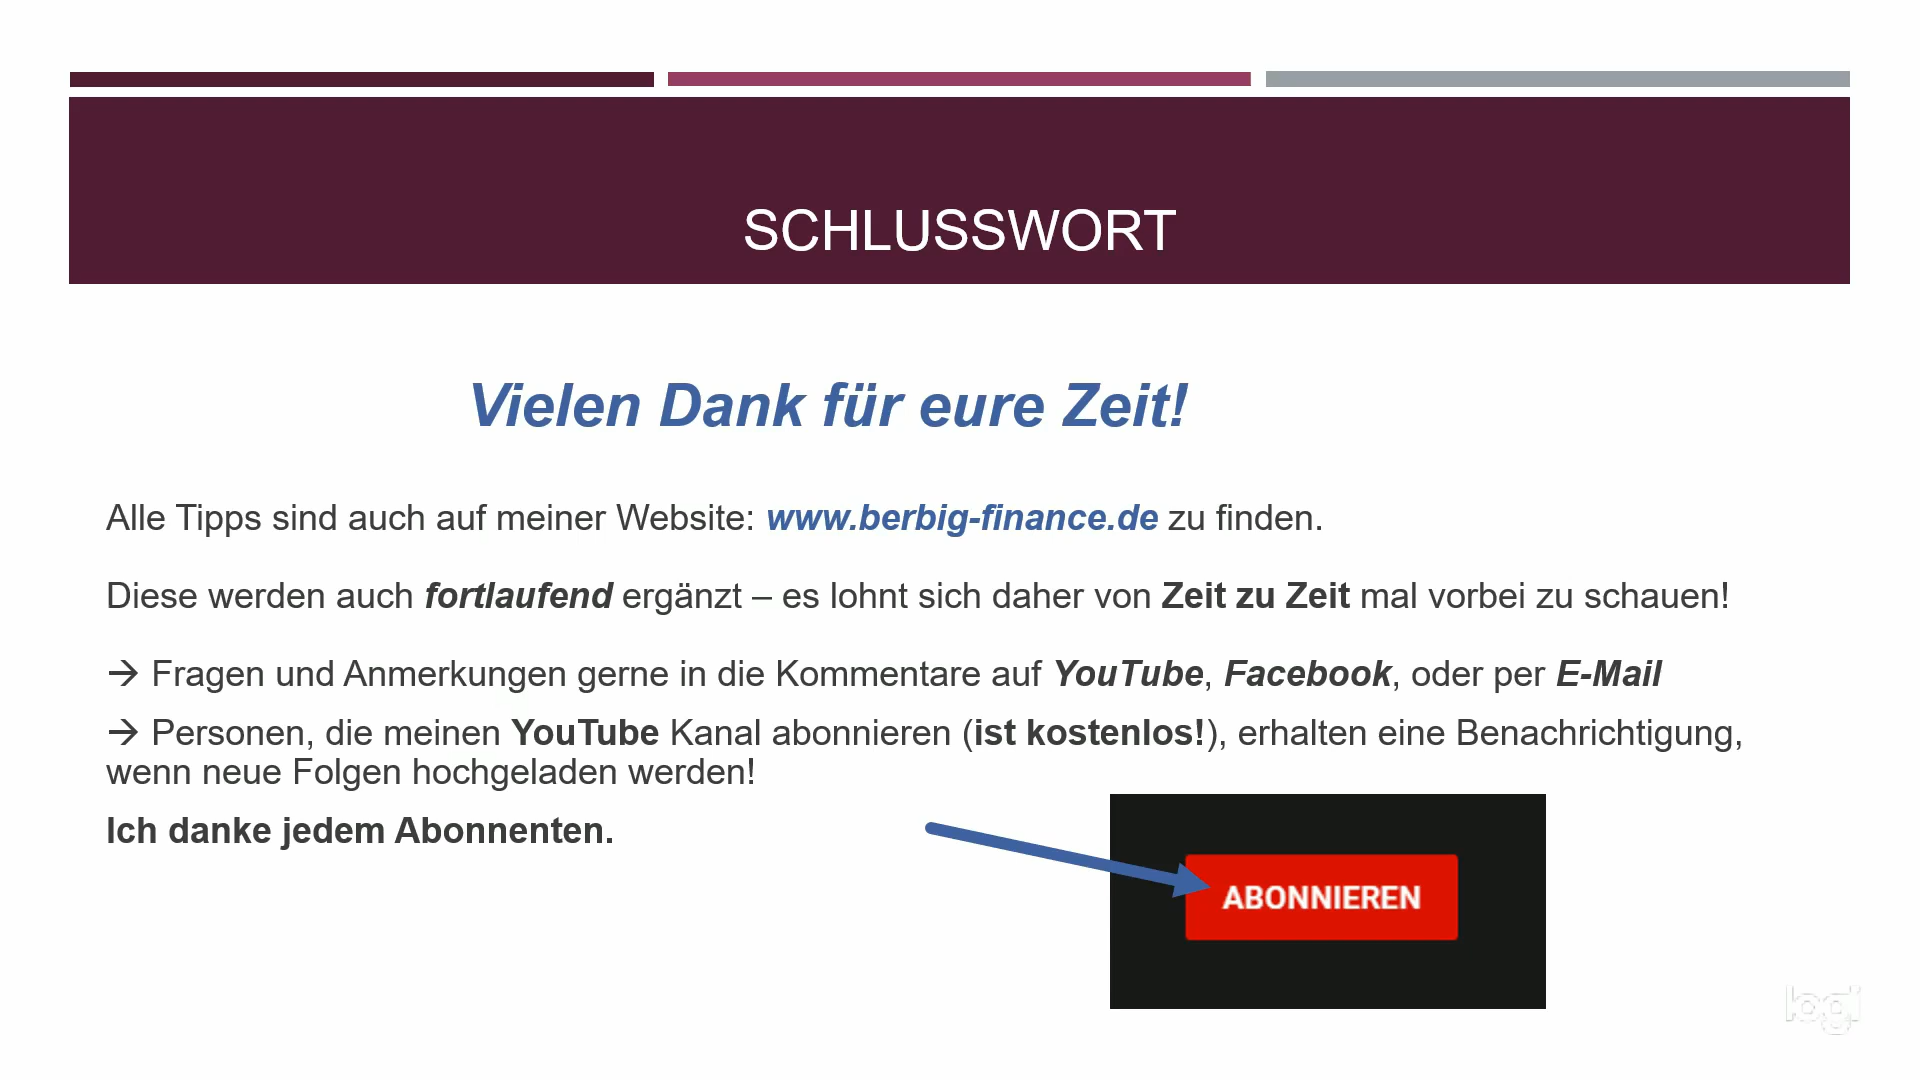 SCHLUSSWORT
Vielen Dank für eure Zeit!
Alle Tipps sind auch auf meiner Website: www.berbig-finance.de zu finden.
Diese werden auch fortlaufend ergänzt – es lohnt sich daher von Zeit zu Zeit mal vorbei zu schauen!
→ Fragen und Anmerkungen gerne in die Kommentare auf YouTube, Facebook, oder per E-Mail
→ Personen, die meinen YouTube Kanal abonnieren (ist kostenlos!), erhalten eine Benachrichtigung,
wenn neue Folgen hochgeladen werden!
Ich danke jedem Abonnenten.
ABONNIEREN
logi